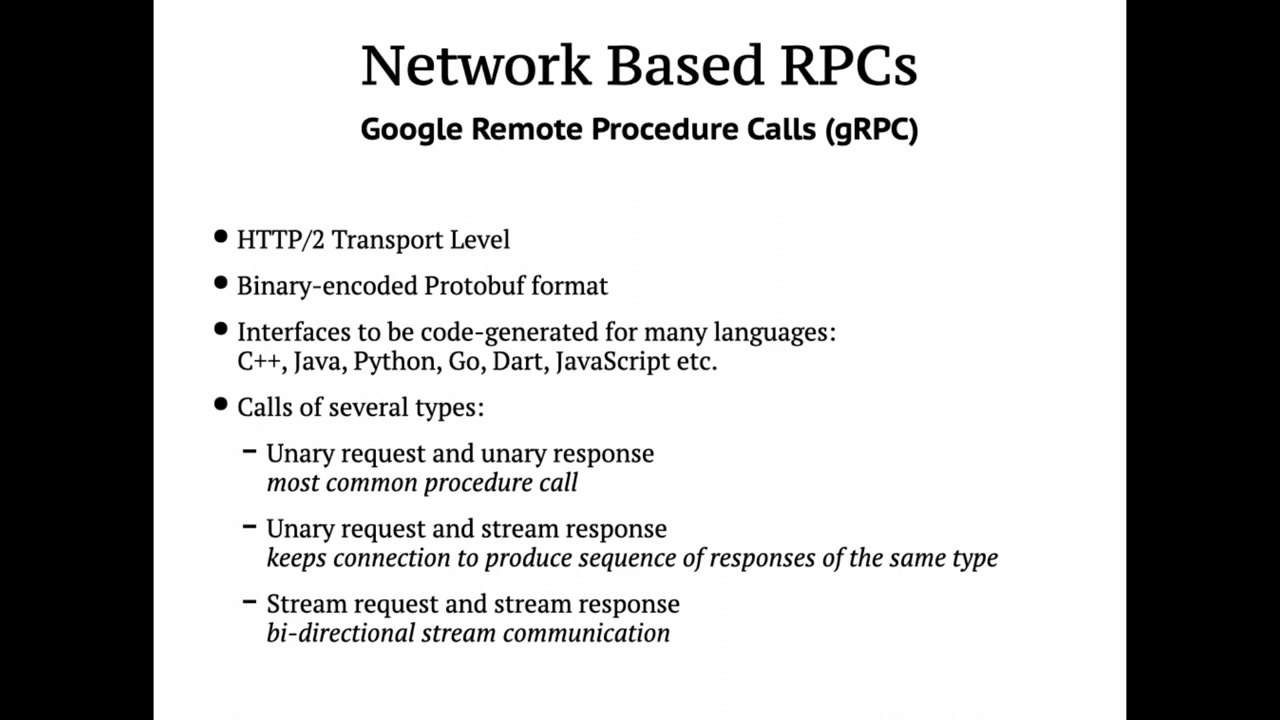 Network Based RPCs
Google Remote Procedure Calls (gRPC)
• HTTP/2 Transport Level
• Binary-encoded Protobuf format
• Interfaces to be code-generated for many languages:
C++, Java, Python, Go, Dart, JavaScript etc.
• Calls of several types:
– Unary request and unary response
most common procedure call
– Unary request and stream response
keeps connection to produce sequence of responses of the same type
– Stream request and stream response
bi-directional stream communication